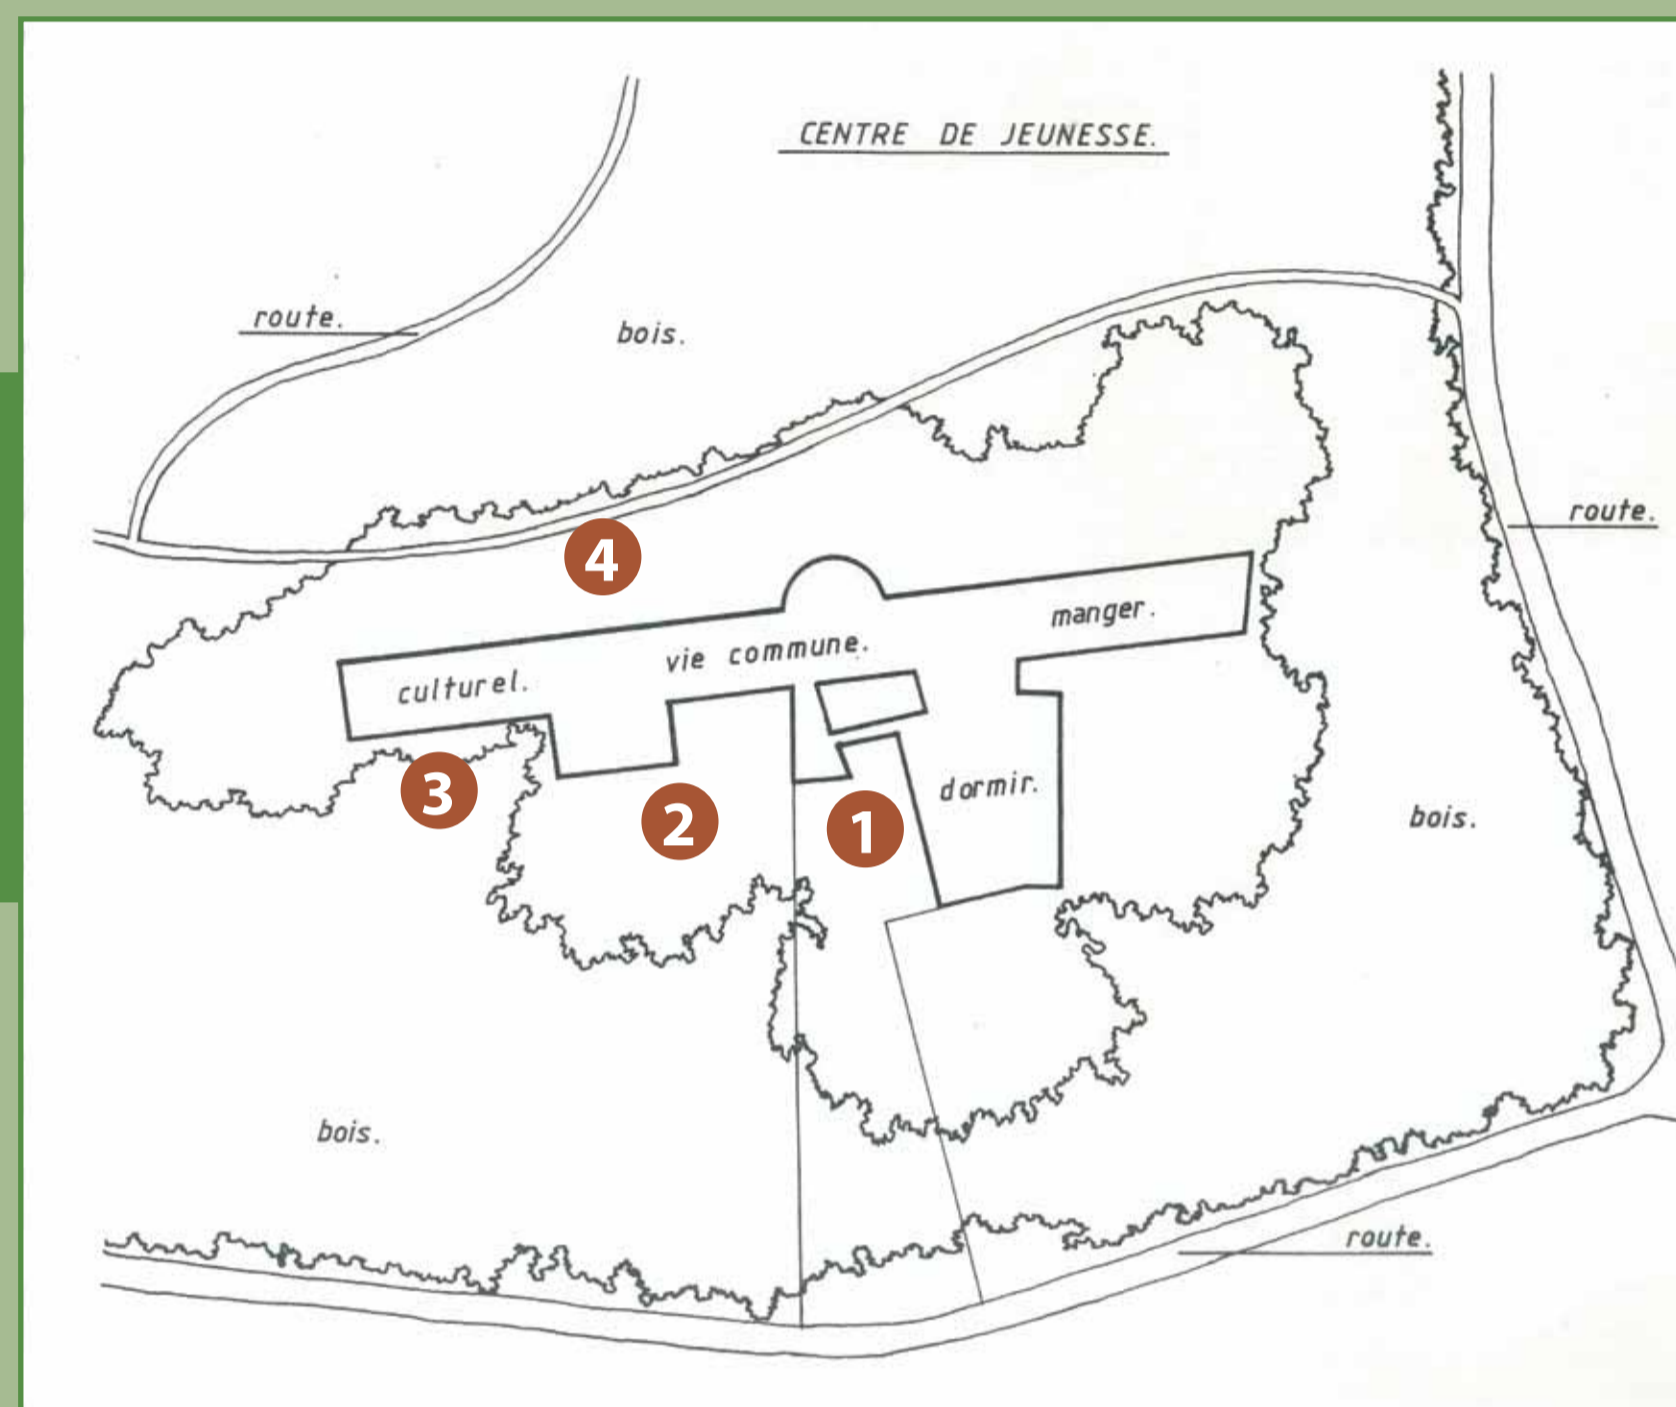 CENTRE DE JEUNESSE.
route.
bois.
route.
4
manger.
vie commune.
culturel.
3
2
1
dormir.
bois.
bois.
route.